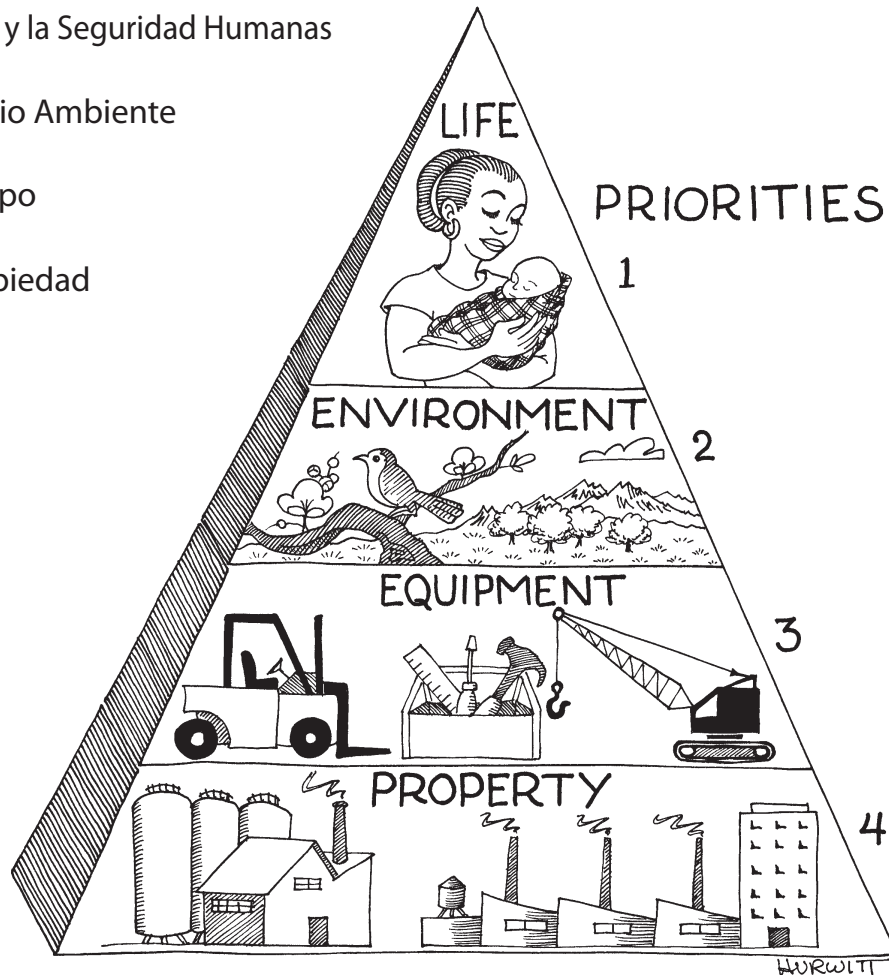 y la Seguridad Humanas
io Ambiente
po
piedad
LIFE
PRIORITIES
1
ENVIRONMENT
2
EQUIPMENT
3
PROPERTY
4
HURWITT